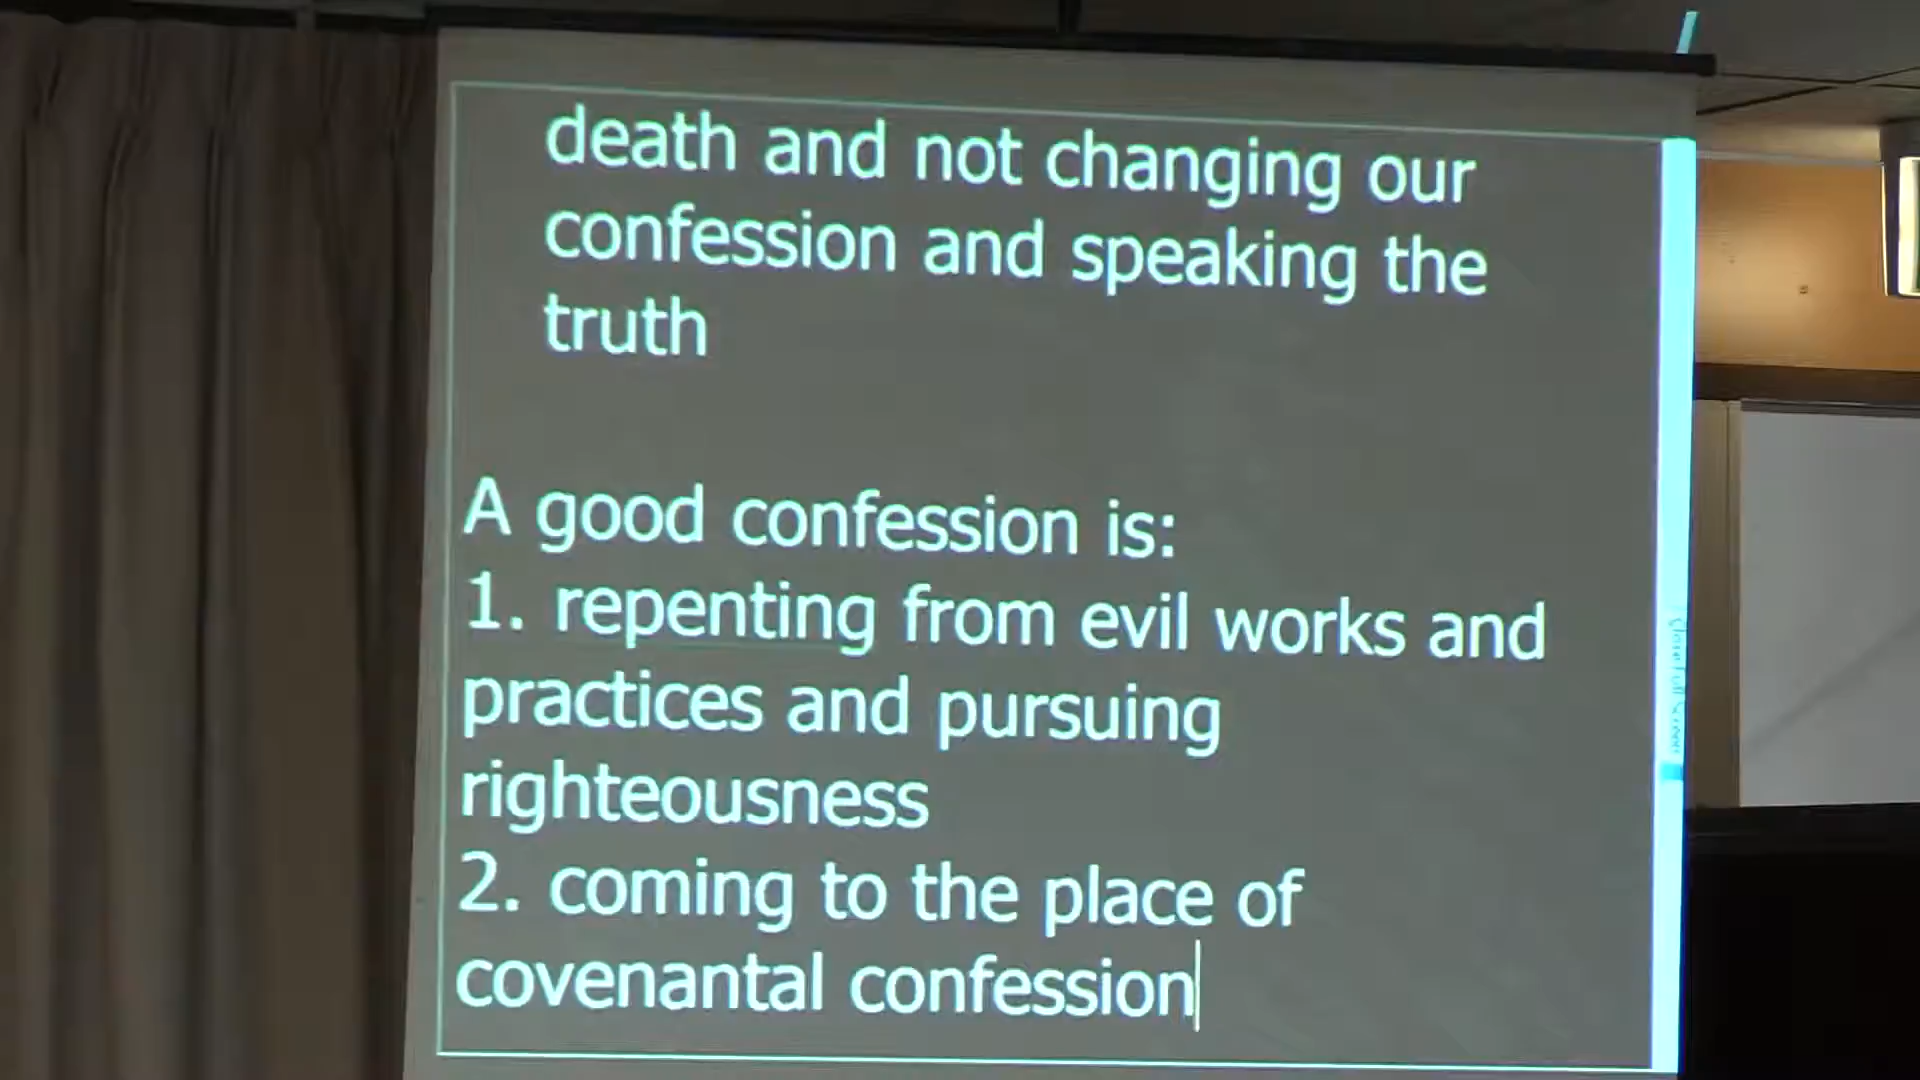 death and not changing our
confession and speaking the
truth
A good confession is:
1. repenting from evil works and
practices and pursuing
righteousness
2. coming to the place of
covenantal confession